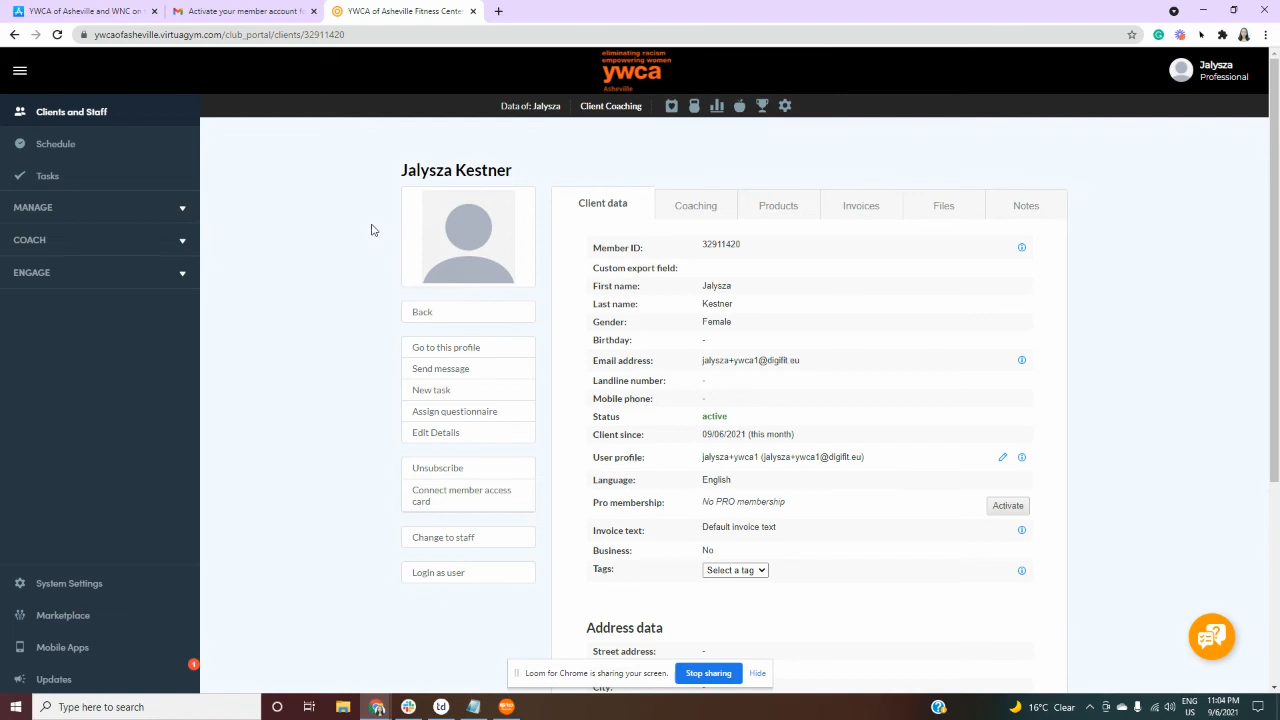 YWCA of Asheville and WNC on
Activate your member account fo
YWCA of Asheville Fitness Cente
ywcaofasheville.virtuagym.com/club_portal/clients/32911420
eliminating racism
empowering women
ywca
Asheville
Jalysza
Professional
Clients and Staff
Schedule
Tasks
MANAGE
COACH
ENGAGE
System Settings
Marketplace
Mobile Apps
1
Updates
Data of: Jalysza
Client Coaching
Jalysza Kestner
Back
Go to this profile
Send message
New task
Assign questionnaire
Edit Details
Unsubscribe
Connect member access
card
Change to staff
Login as user
Client data Coaching Products Invoices Files Notes
Member ID: 32911420
Custom export field:
First name: Jalysza
Last name: Kestner
Gender: Female
Birthday: -
Email address: jalysza+ywca1@digifit.eu
Landline number: -
Mobile phone: -
Status active
Client since: 09/06/2021 (this month)
User profile: jalysza+ywca1 (jalysza+ywca1@digifit.eu)
Language: English
Pro membership: No PRO membership Activate
Invoice text: Default invoice text
Business: No
Tags: Select a tag
Address data
Street address: -
City:
Loom for Chrome is sharing your screen. Stop sharing Hide
Type here to search
td
16°C Clear
ENG
US
11:04 PM
9/6/2021